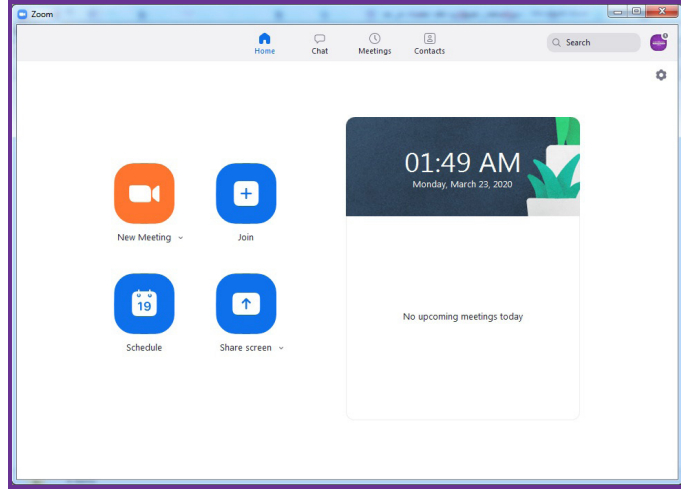 Zoom
Home
Chat
Meetings
Contacts
Search
01:49 AM
Monday, March 23, 2020
New Meeting
Join
19
Schedule
Share screen
No upcoming meetings today